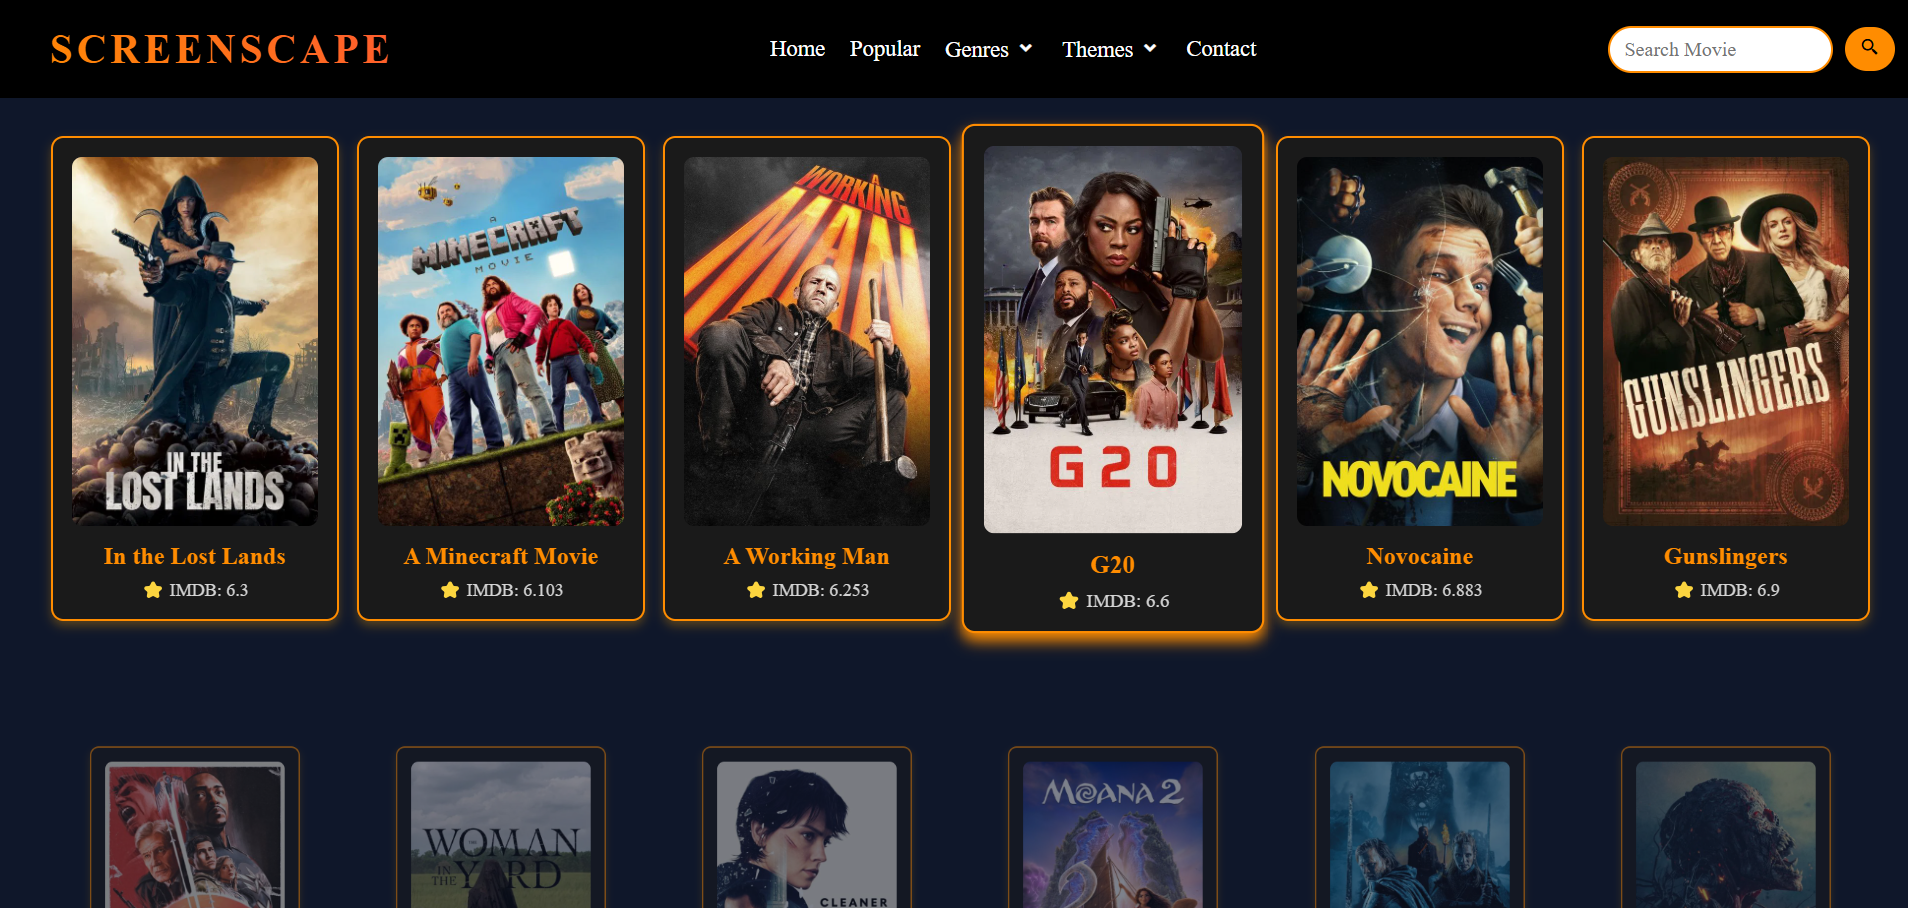 SCREENSCAPE
Home Popular Genres Themes Contact
Search Movie
IN THE
LOST LANDS
In the Lost Lands
IMDB: 6.3
A
MINECRAFT
MOVIE
A Minecraft Movie
IMDB: 6.103
A
WORKING
MAN
A Working Man
IMDB: 6.253
G20
G20
IMDB: 6.6
NOVOCAINE
Novocaine
IMDB: 6.883
GUNSLINGERS
Gunslingers
IMDB: 6.9
WOMAN
IN
THE YARD
CLEANER
MOANA 2